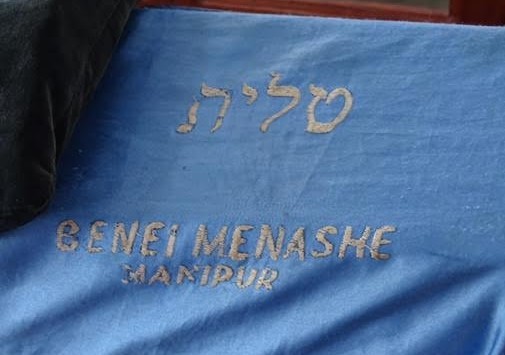 טלית
BENEI MENASHE
MANIPUR